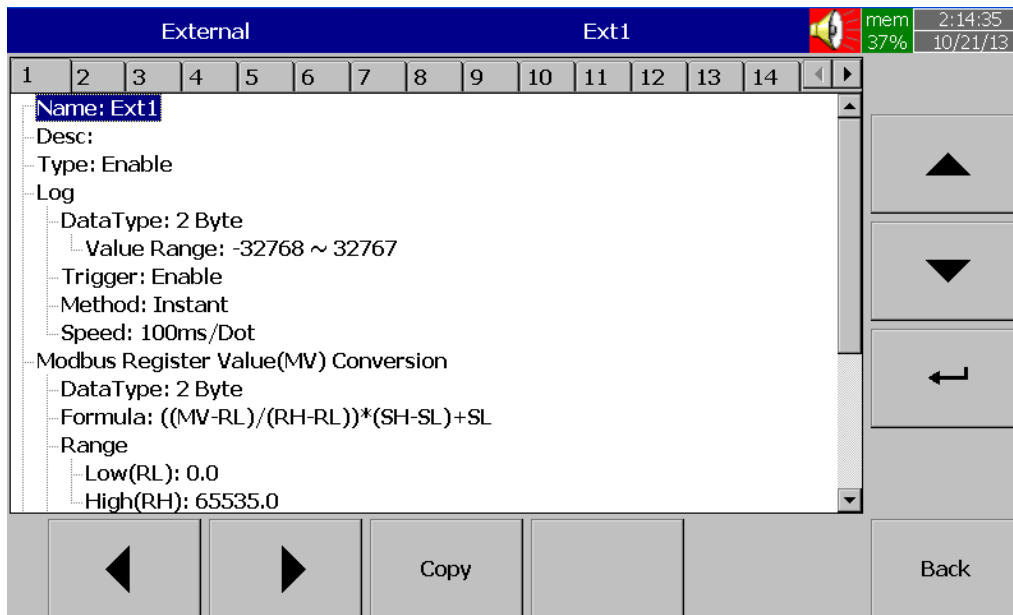 External Ext1 mem 2:14:35
37% 10/21/13
1 2 3 4 5 6 7 8 9 10 11 12 13 14
Name: Ext1
Desc:
Type: Enable
Log
DataType: 2 Byte
Value Range: -32768 ~ 32767
Trigger: Enable
Method: Instant
Speed: 100ms/Dot
Modbus Register Value(MV) Conversion
DataType: 2 Byte
Formula: ((MV-RL)/(RH-RL))*(SH-SL)+SL
Range
Low(RL): 0.0
High(RH): 65535.0
Copy Back